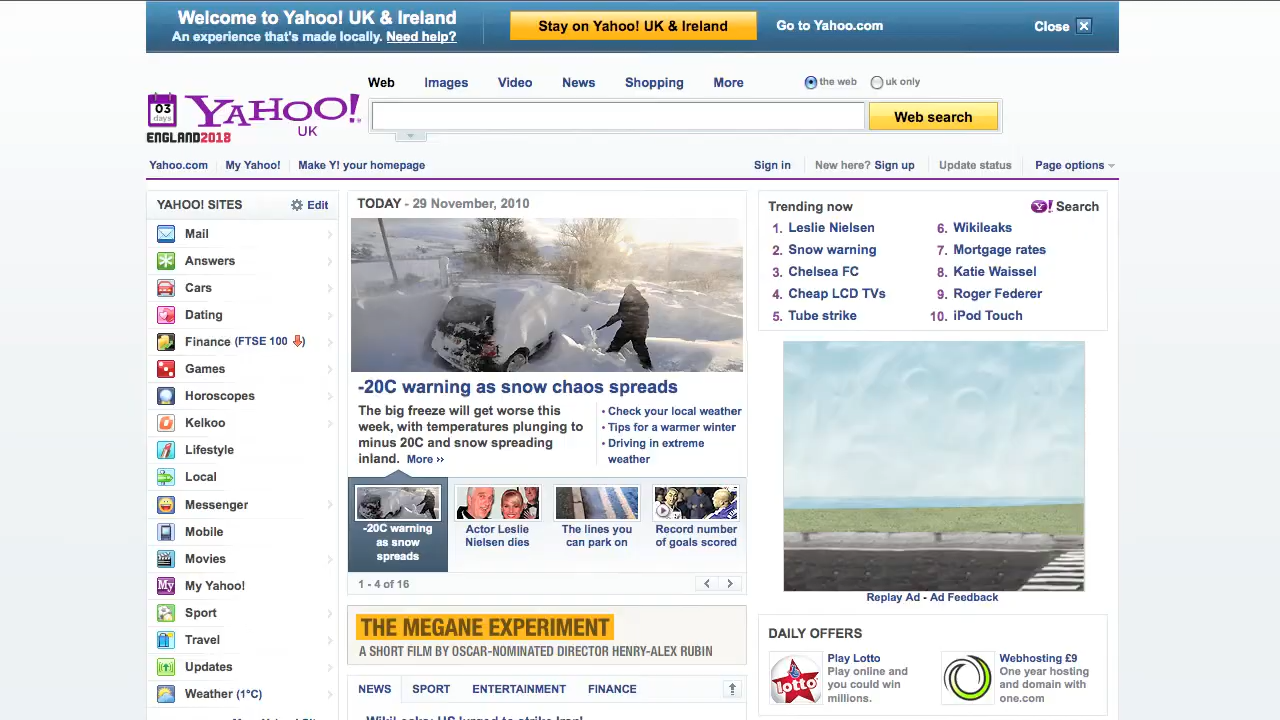 Welcome to Yahoo! UK & Ireland
An experience that's made locally. Need help?
Stay on Yahoo! UK & Ireland
Go to Yahoo.com
Close
Web Images Video News Shopping More
the web uk only
03
days
YAHOO!
UK
ENGLAND2018
Web search
Yahoo.com My Yahoo! Make Y! your homepage
Sign in New here? Sign up Update status Page options
YAHOO! SITES Edit
Mail
Answers
Cars
Dating
Finance (FTSE 100 )
Games
Horoscopes
Kelkoo
Lifestyle
Local
Messenger
Mobile
Movies
My Yahoo!
Sport
Travel
Updates
Weather (1°C)
TODAY - 29 November, 2010
-20C warning as snow chaos spreads
The big freeze will get worse this
week, with temperatures plunging to
minus 20C and snow spreading
inland. More ››
• Check your local weather
• Tips for a warmer winter
• Driving in extreme
weather
-20C warning
as snow
spreads
Actor Leslie
Nielsen dies
The lines you
can park on
Record number
of goals scored
1 - 4 of 16
THE MEGANE EXPERIMENT
A SHORT FILM BY OSCAR-NOMINATED DIRECTOR HENRY-ALEX RUBIN
NEWS SPORT ENTERTAINMENT FINANCE
Trending now
Y! Search
1. Leslie Nielsen
2. Snow warning
3. Chelsea FC
4. Cheap LCD TVs
5. Tube strike
6. Wikileaks
7. Mortgage rates
8. Katie Waissel
9. Roger Federer
10. iPod Touch
Replay Ad - Ad Feedback
DAILY OFFERS
lotto
Play Lotto
Play online and
you could win
millions.
Webhosting £9
One year hosting
and domain with
one.com